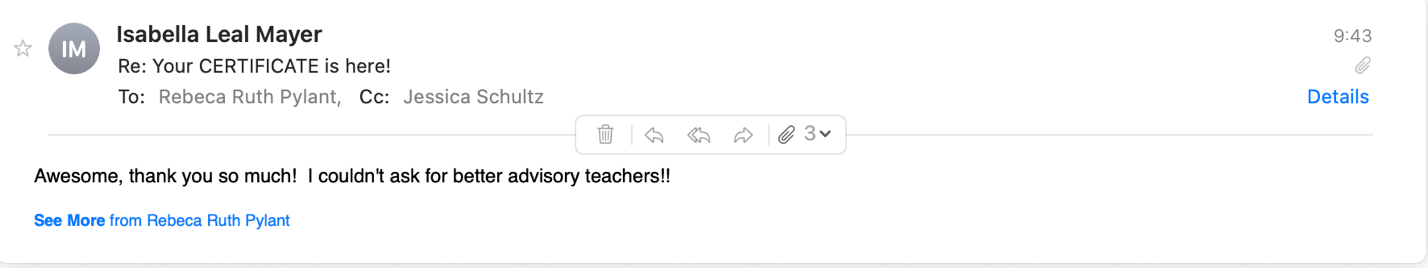 IM
Isabella Leal Mayer
9:43
Re: Your CERTIFICATE is here!
To: Rebeca Ruth Pylant, Cc: Jessica Schultz
Details
3
Awesome, thank you so much!  I couldn't ask for better advisory teachers!!
See More from Rebeca Ruth Pylant